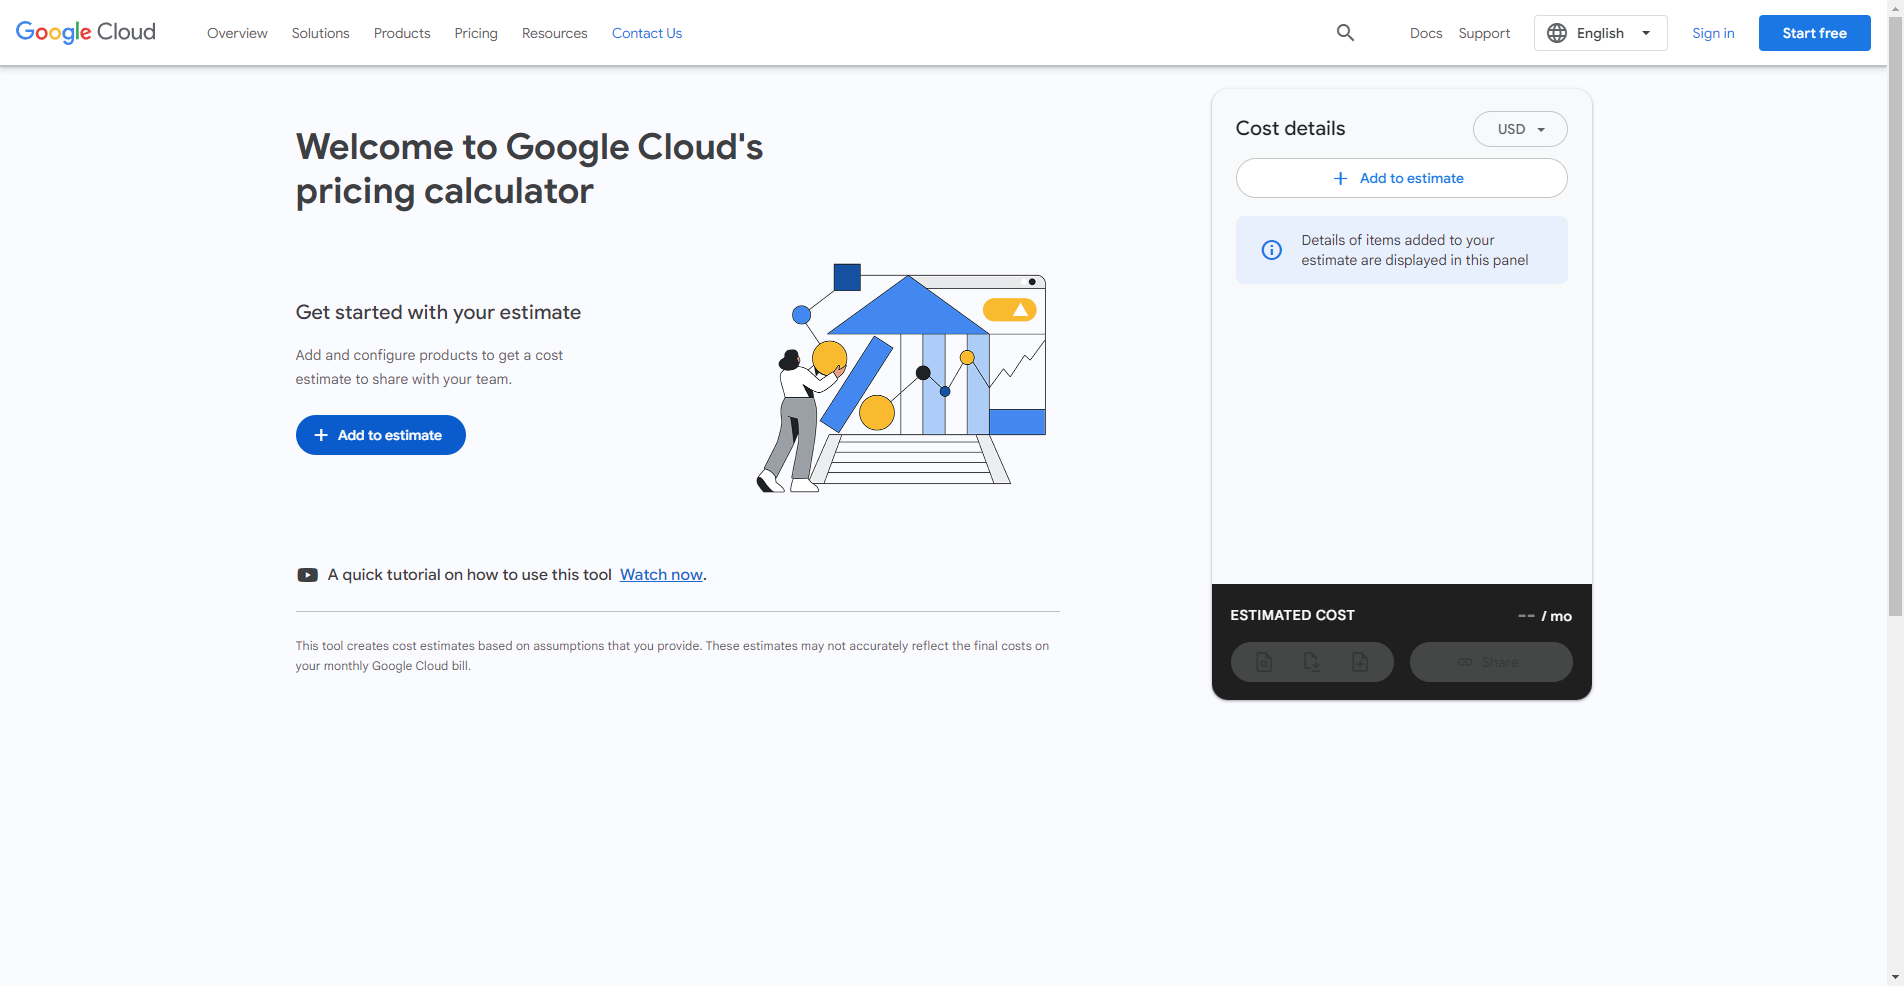 Google Cloud
Overview
Solutions
Products
Pricing
Resources
Contact Us
Docs
Support
English
Sign in
Start free
Welcome to Google Cloud's
pricing calculator
Get started with your estimate
Add and configure products to get a cost
estimate to share with your team.
Add to estimate
A quick tutorial on how to use this tool Watch now.
This tool creates cost estimates based on assumptions that you provide. These estimates may not accurately reflect the final costs on
your monthly Google Cloud bill.
Cost details
USD
Add to estimate
Details of items added to your
estimate are displayed in this panel
ESTIMATED COST
-- / mo
Share